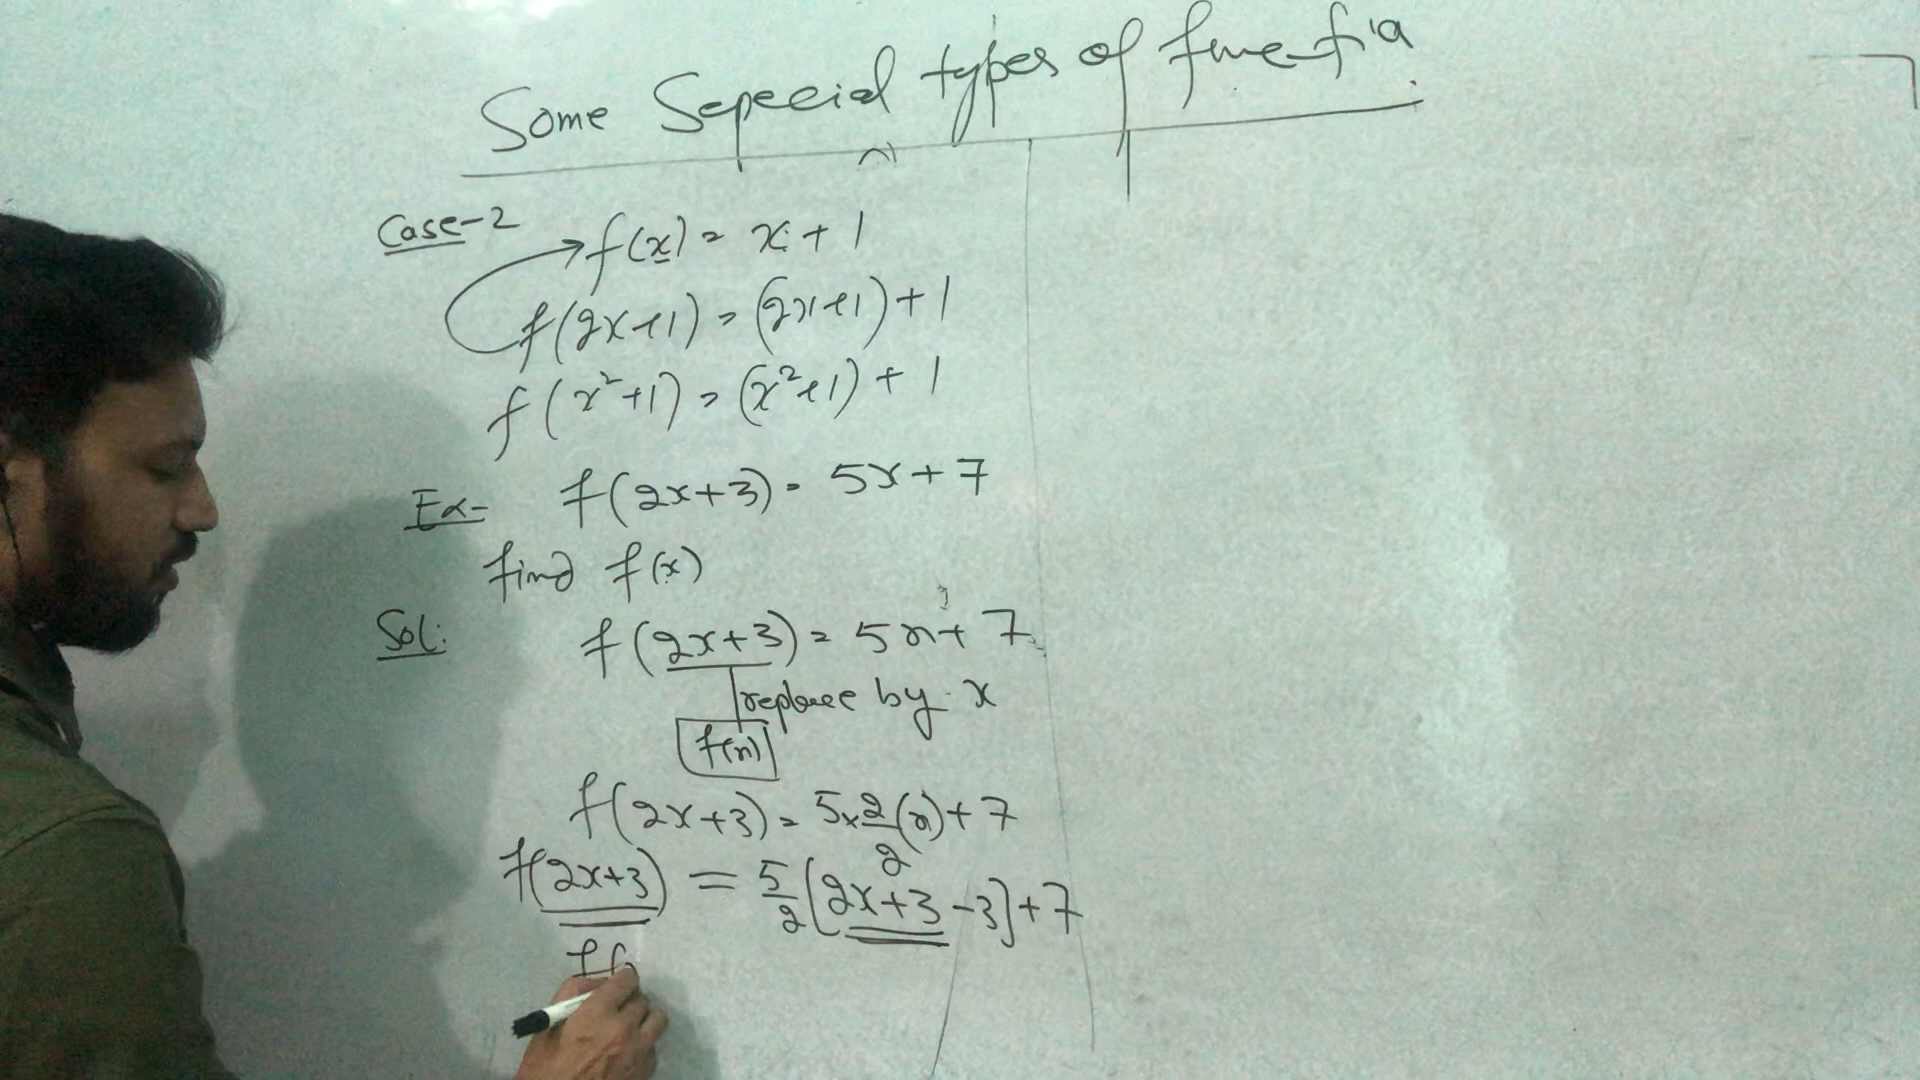 Some Sepecial types of
Case-2
f(x) = x + 1
f(2x+1) = (2x+1) + 1
f(x²+1) = (x²+1) + 1
Ex- f(2x+3) = 5x + 7
find f(x)
Sol: f(2x+3) = 5x + 7
replace by x
f(x)
f(2x+3) = 5×2/2(x) + 7
f(2x+3) = 5/2[2x+3-3] + 7